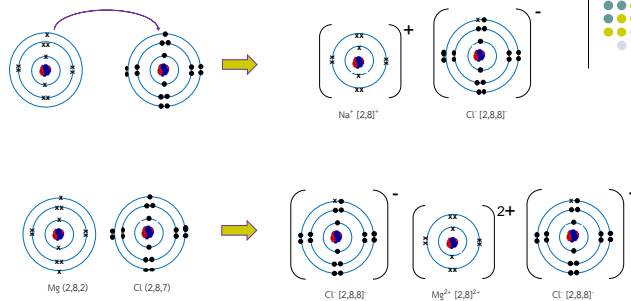 +
-
Na⁺ [2,8]⁺
Cl⁻ [2,8,8]⁻
-
2+
Mg (2,8,2)
Cl (2,8,7)
Cl⁻ [2,8,8]⁻
Mg²⁺ [2,8]²⁺
Cl⁻ [2,8,8]⁻